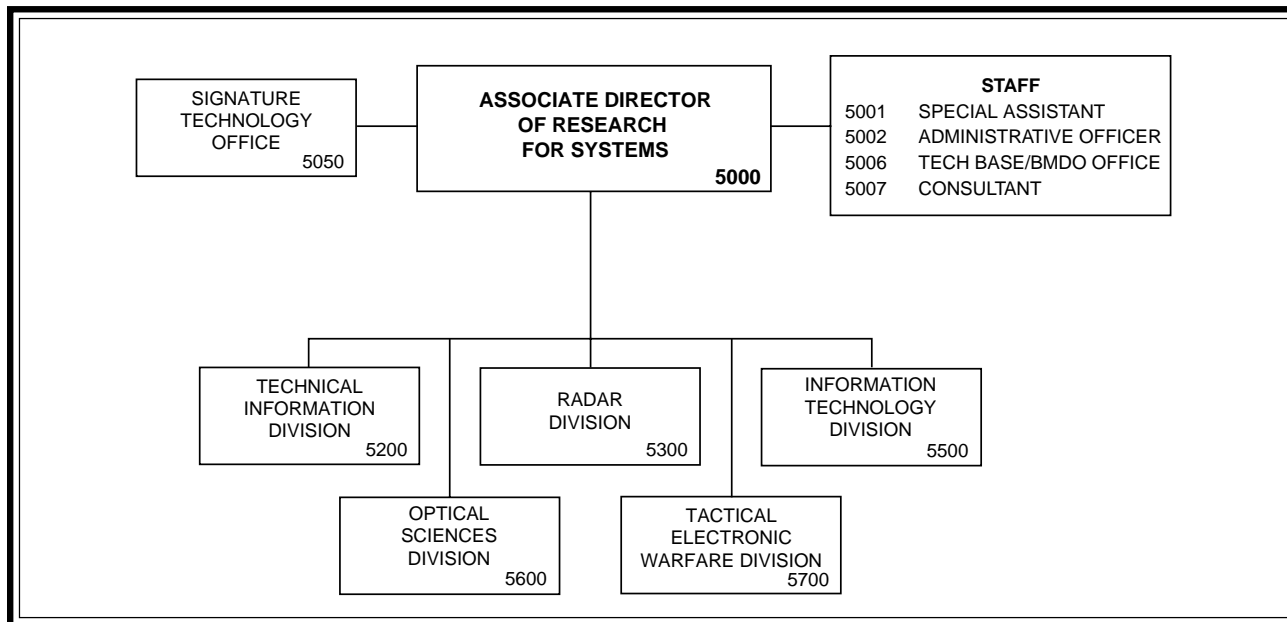 SIGNATURE
TECHNOLOGY
OFFICE
5050
ASSOCIATE DIRECTOR
OF RESEARCH
FOR SYSTEMS
5000
STAFF
5001 SPECIAL ASSISTANT
5002 ADMINISTRATIVE OFFICER
5006 TECH BASE/BMDO OFFICE
5007 CONSULTANT
TECHNICAL
INFORMATION
DIVISION
5200
RADAR
DIVISION
5300
INFORMATION
TECHNOLOGY
DIVISION
5500
OPTICAL
SCIENCES
DIVISION
5600
TACTICAL
ELECTRONIC
WARFARE DIVISION
5700